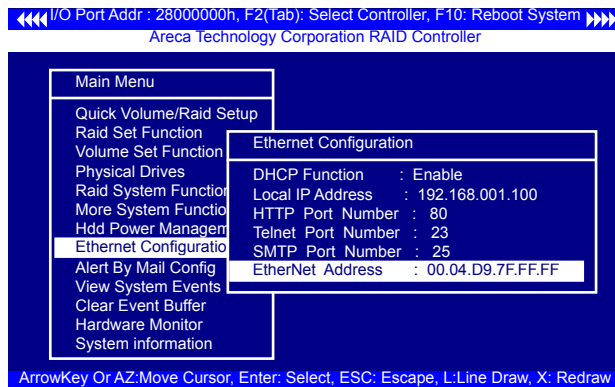 I/O Port Addr : 28000000h, F2(Tab): Select Controller, F10: Reboot System
Areca Technology Corporation RAID Controller
Main Menu
Quick Volume/Raid Setup
Raid Set Function
Volume Set Function
Physical Drives
Raid System Function
More System Functio
Hdd Power Managem
Ethernet Configuratio
Alert By Mail Config
View System Events
Clear Event Buffer
Hardware Monitor
System information
Ethernet Configuration
DHCP Function : Enable
Local IP Address : 192.168.001.100
HTTP Port Number : 80
Telnet Port Number : 23
SMTP Port Number : 25
EtherNet Address : 00.04.D9.7F.FF.FF
ArrowKey Or AZ:Move Cursor, Enter: Select, ESC: Escape, L:Line Draw, X: Redraw